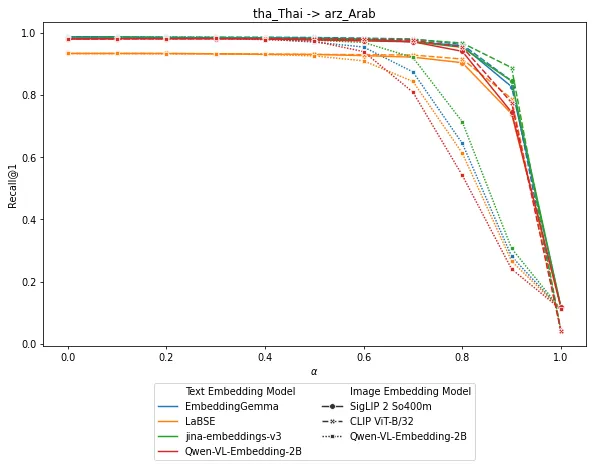 tha_Thai -> arz_Arab
Recall@1
1.0
0.8
0.6
0.4
0.2
0.0
0.0 0.2 0.4 0.6 0.8 1.0
α
Text Embedding Model Image Embedding Model
EmbeddingGemma SigLIP 2 So400m
LaBSE CLIP ViT-B/32
jina-embeddings-v3 Qwen-VL-Embedding-2B
Qwen-VL-Embedding-2B